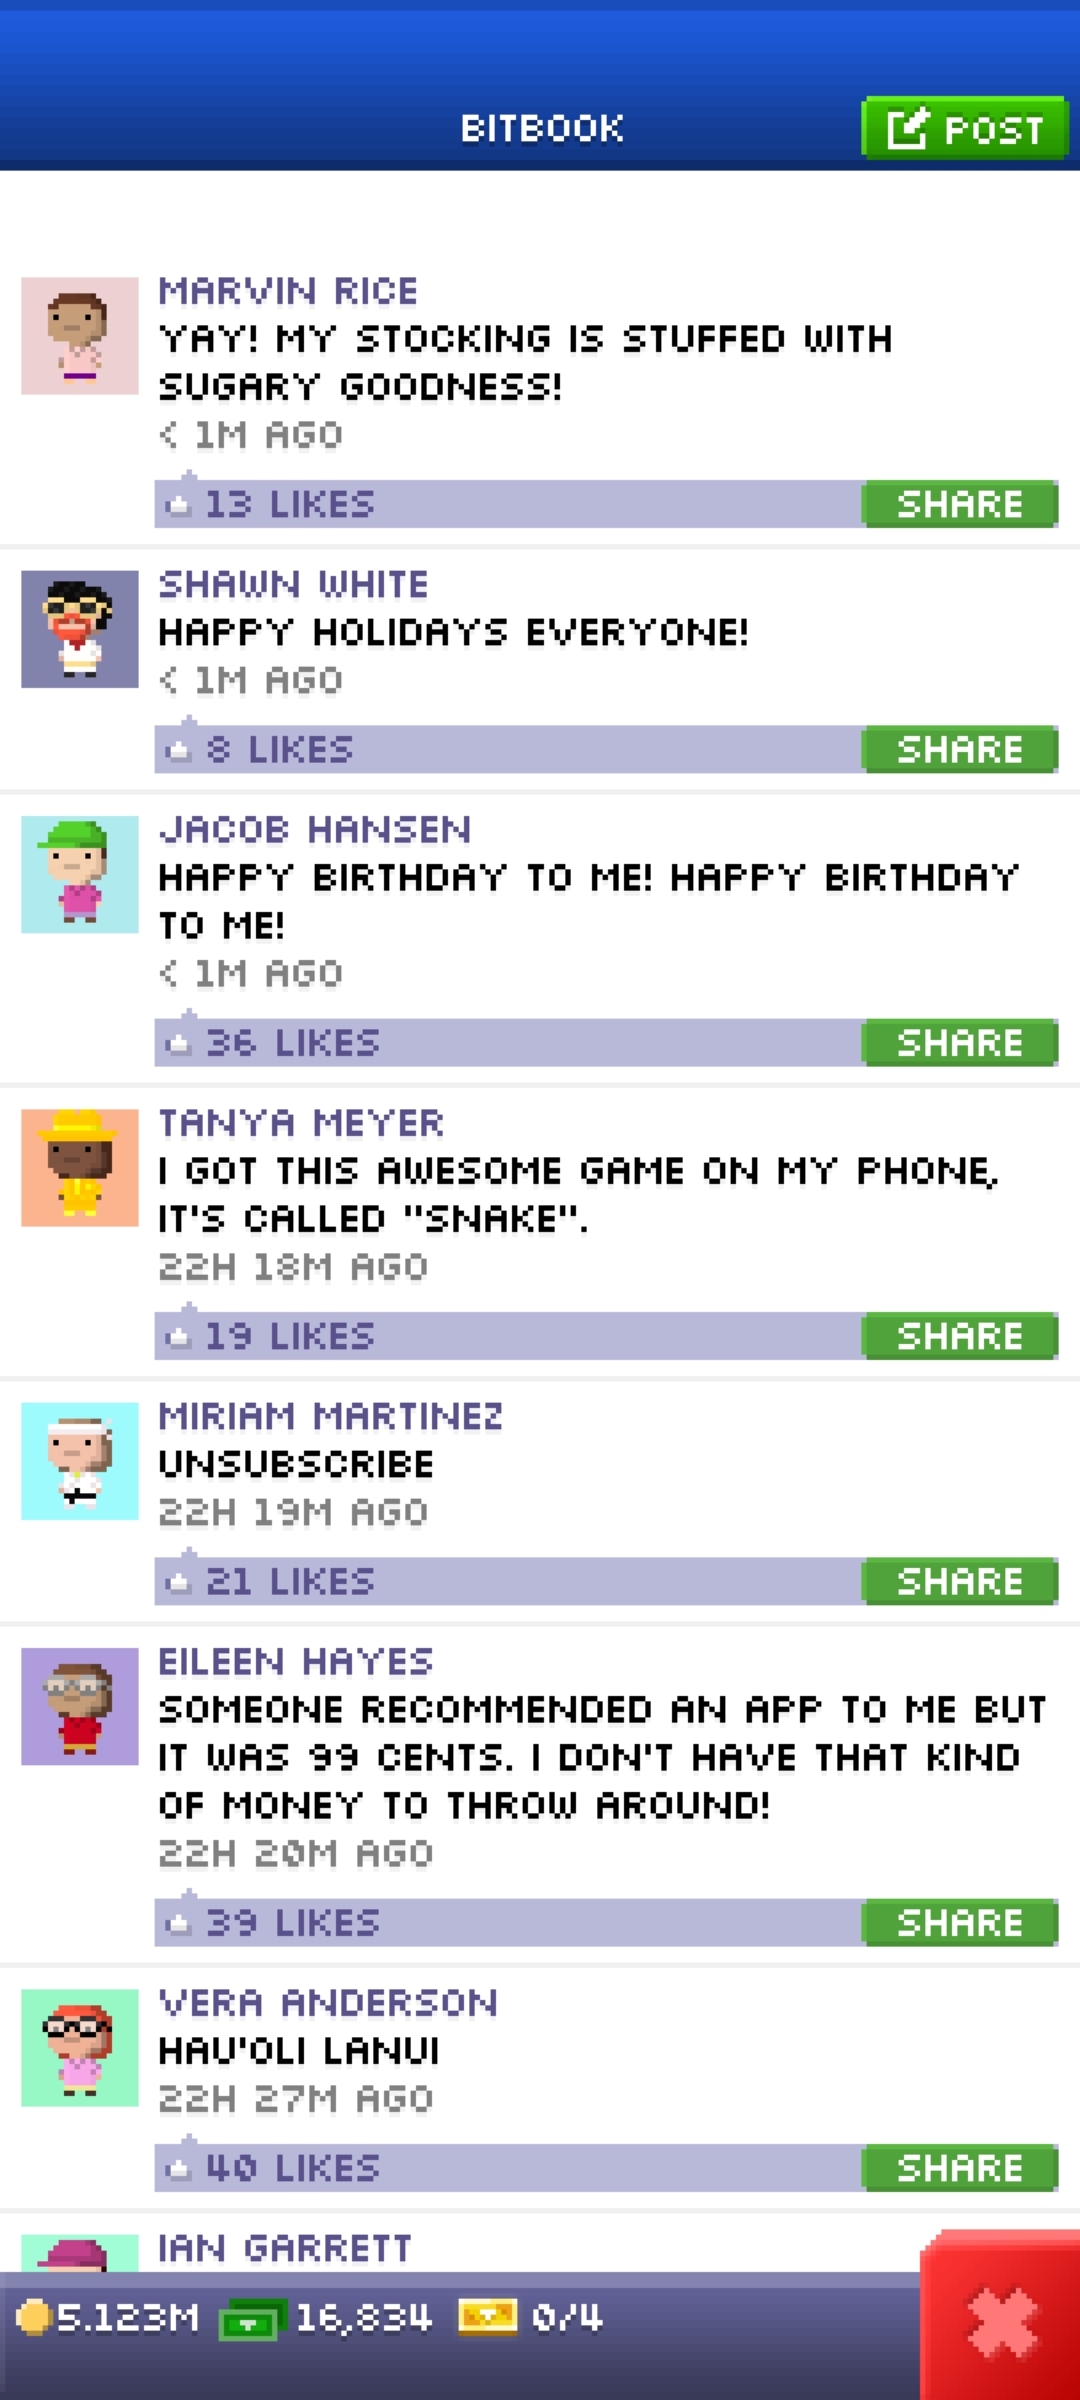 BITBOOK
POST
MARVIN RICE
YAY! MY STOCKING IS STUFFED WITH
SUGARY GOODNESS!
< 1M AGO
13 LIKES
SHARE
SHAWN WHITE
HAPPY HOLIDAYS EVERYONE!
< 1M AGO
8 LIKES
SHARE
JACOB HANSEN
HAPPY BIRTHDAY TO ME! HAPPY BIRTHDAY
TO ME!
< 1M AGO
36 LIKES
SHARE
TANYA MEYER
I GOT THIS AWESOME GAME ON MY PHONE,
IT'S CALLED "SNAKE".
22H 18M AGO
19 LIKES
SHARE
MIRIAM MARTINEZ
UNSUBSCRIBE
22H 19M AGO
21 LIKES
SHARE
EILEEN HAYES
SOMEONE RECOMMENDED AN APP TO ME BUT
IT WAS 99 CENTS. I DON'T HAVE THAT KIND
OF MONEY TO THROW AROUND!
22H 20M AGO
39 LIKES
SHARE
VERA ANDERSON
HAU'OLI LANUI
22H 27M AGO
40 LIKES
SHARE
IAN GARRETT
5.123M
16,834
0/4